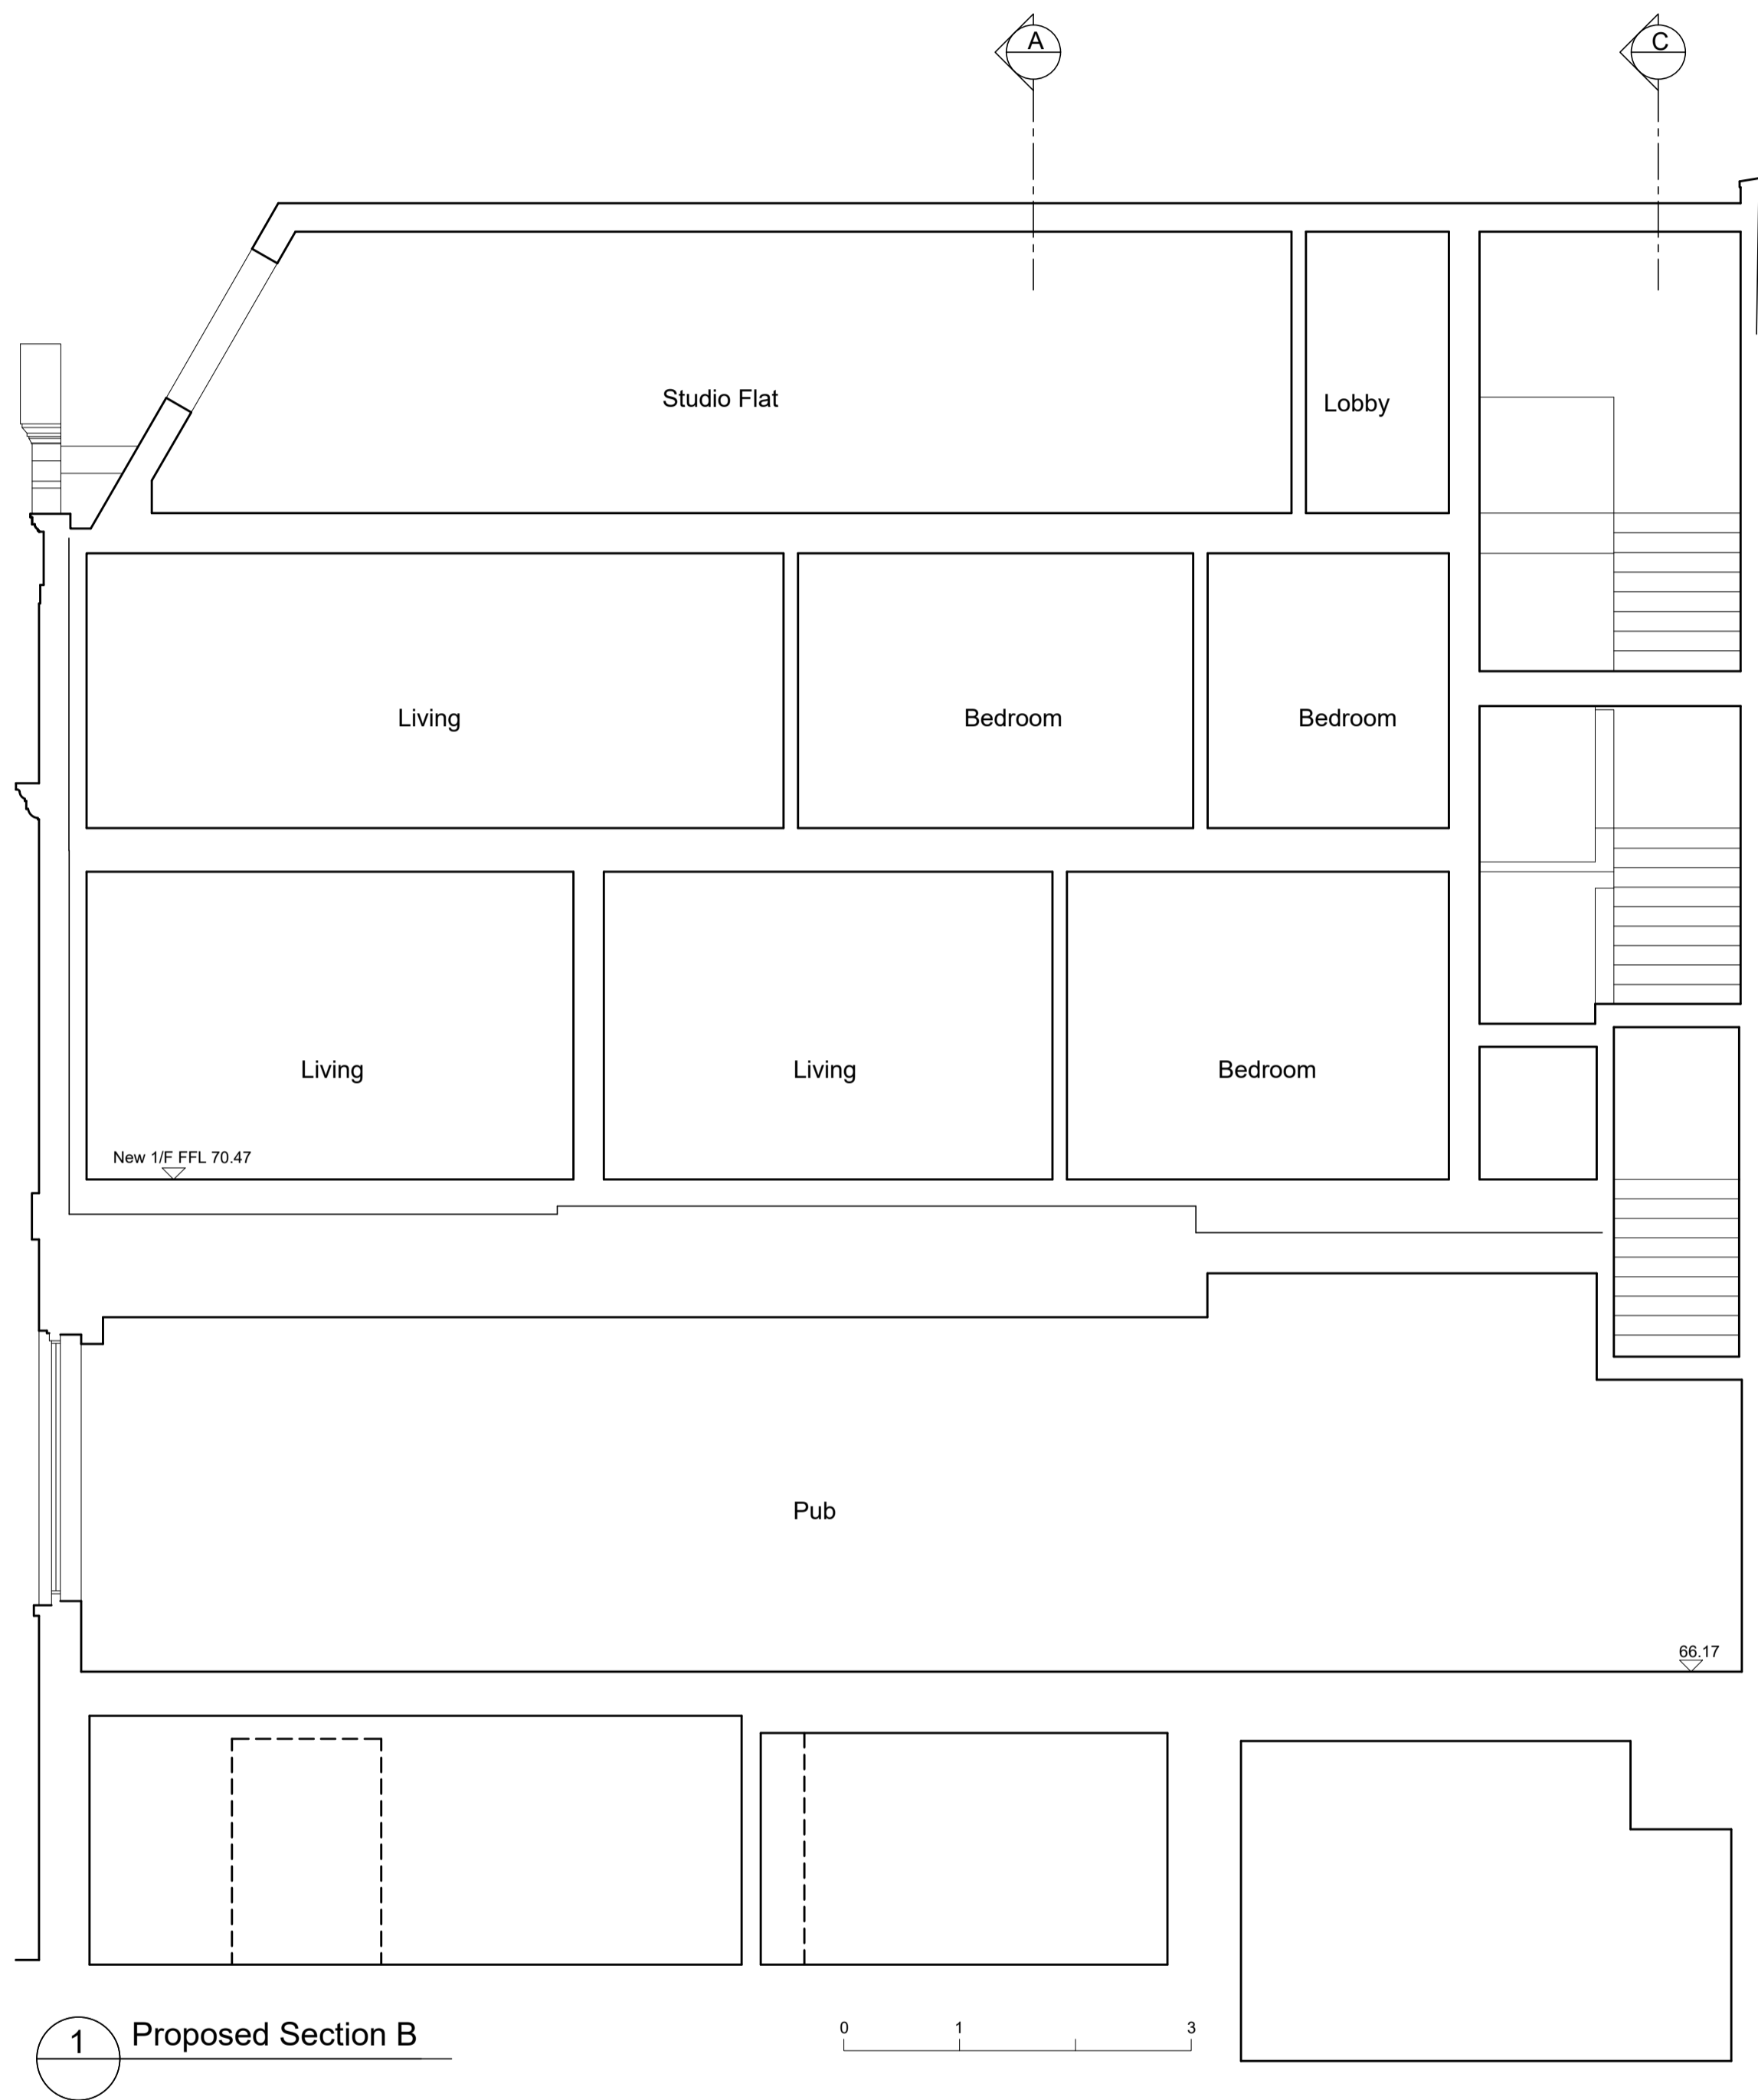 A
C
Studio Flat
Lobby
Living
Bedroom
Bedroom
Living
Living
Bedroom
New 1/F FFL 70.47
Pub
66.17
1
Proposed Section B
0
1
3